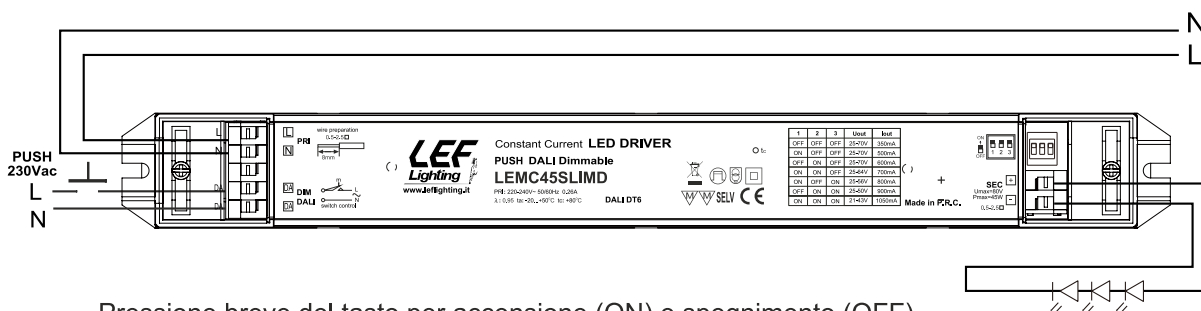 N
L
PUSH
230Vac
L
N
L
N
DA
DA
L
PRI
N
wire preparation
0.5-2.5□
8mm
DA
DIM
DALI
DA
L
N
switch control
LEF
Lighting
www.leflighting.it
Constant Current LED DRIVER
PUSH DALI Dimmable
LEMC45SLIMD
PRI: 220-240V~ 50/60Hz 0.26A
λ: 0,95 ta: -20...+50°C tc: +80°C DALI DT6
tc
SELV CE
1 2 3 Uout Iout
OFF OFF OFF 25-70V 350mA
ON OFF OFF 25-70V 500mA
OFF ON OFF 25-70V 600mA
ON ON OFF 25-64V 700mA
OFF OFF ON 25-56V 800mA
ON OFF ON 25-50V 900mA
ON ON ON 21-43V 1050mA
Made in P.R.C.
ON
OFF
1 2 3
+
SEC
Umax=80V
Pmax=45W
0.5-2.5□
+
-
Pressione breve del tasto per accensione (ON) e spegnimento (OFF)